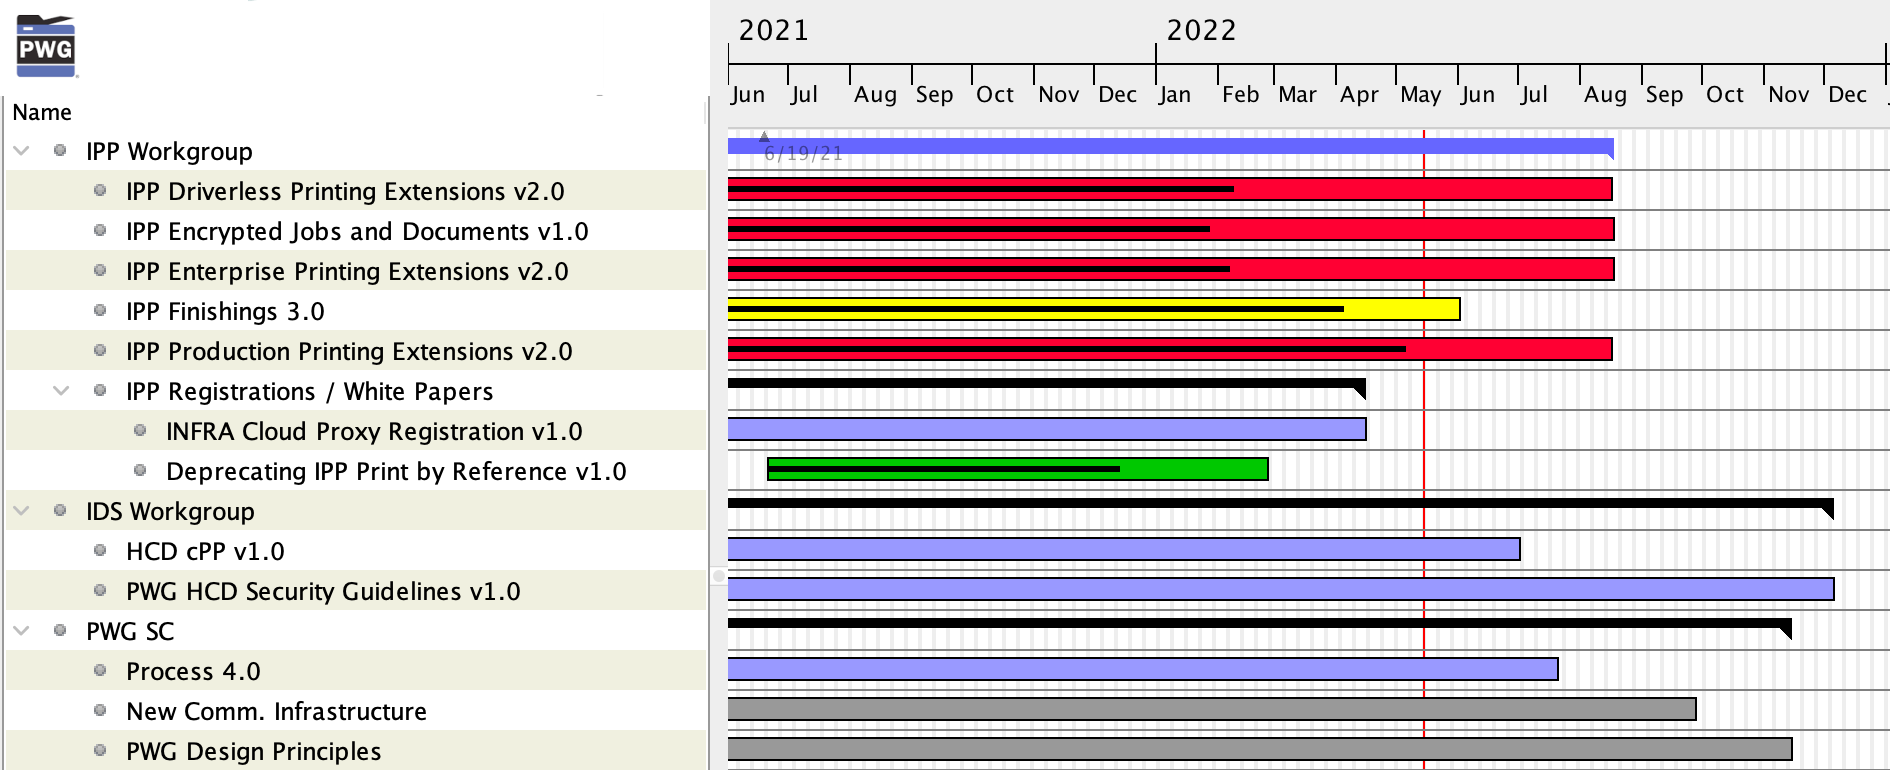 PWG
2021 2022
Jun Jul Aug Sep Oct Nov Dec Jan Feb Mar Apr May Jun Jul Aug Sep Oct Nov Dec
Name
IPP Workgroup
6/19/21
IPP Driverless Printing Extensions v2.0
IPP Encrypted Jobs and Documents v1.0
IPP Enterprise Printing Extensions v2.0
IPP Finishings 3.0
IPP Production Printing Extensions v2.0
IPP Registrations / White Papers
INFRA Cloud Proxy Registration v1.0
Deprecating IPP Print by Reference v1.0
IDS Workgroup
HCD cPP v1.0
PWG HCD Security Guidelines v1.0
PWG SC
Process 4.0
New Comm. Infrastructure
PWG Design Principles